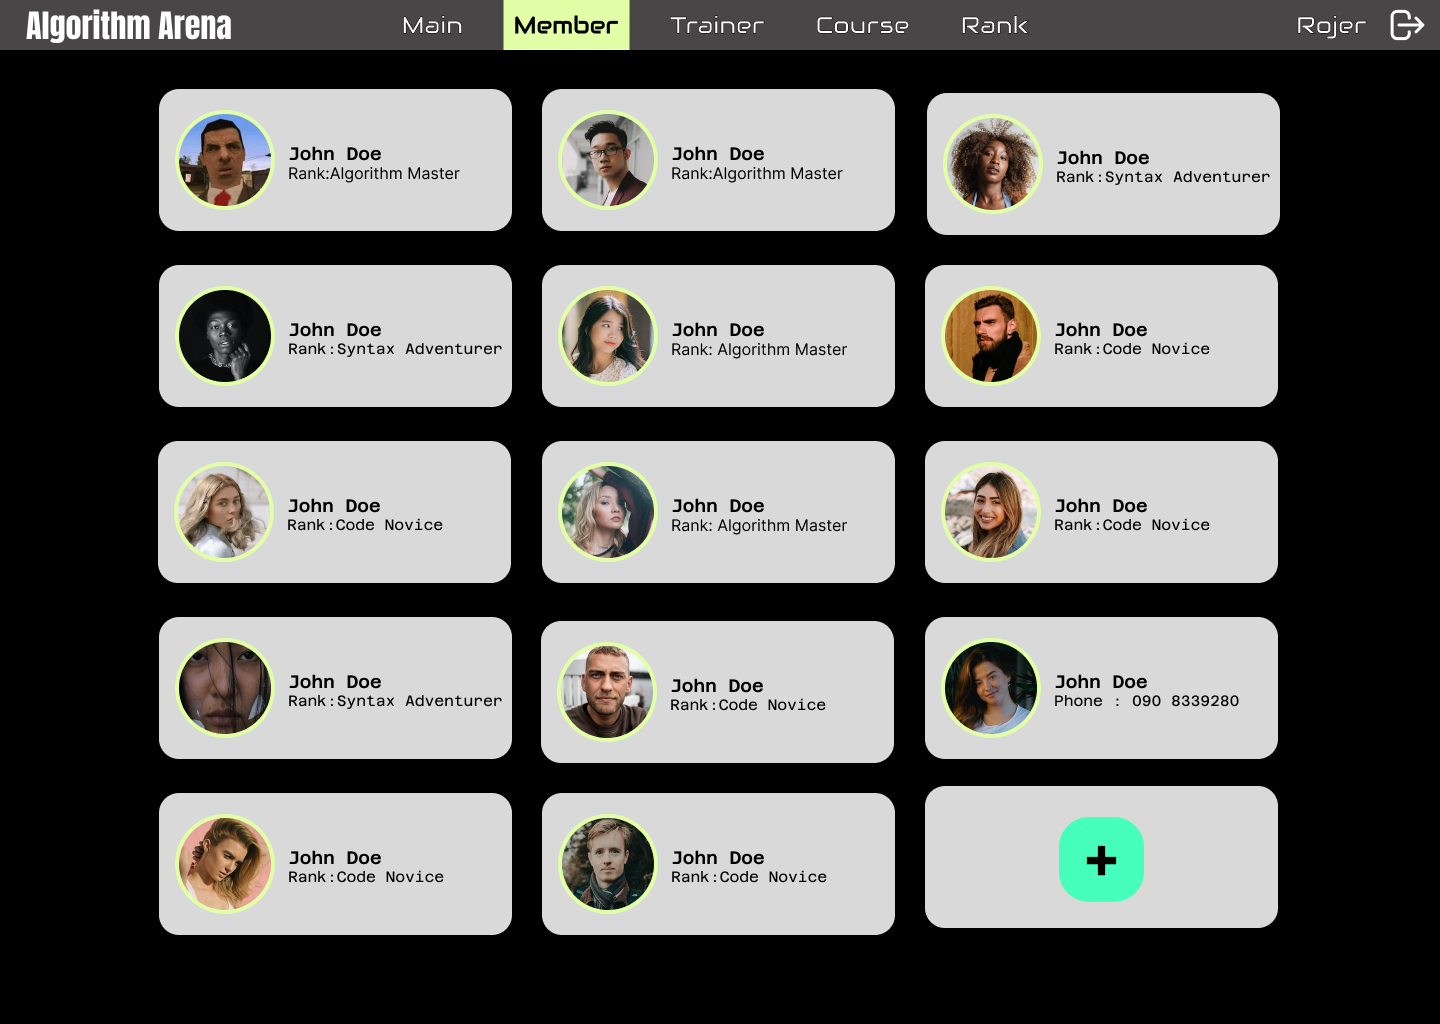 Algorithm Arena Main Member Trainer Course Rank Rojer
John Doe
Rank:Algorithm Master
John Doe
Rank:Algorithm Master
John Doe
Rank:Syntax Adventurer
John Doe
Rank:Syntax Adventurer
John Doe
Rank: Algorithm Master
John Doe
Rank:Code Novice
John Doe
Rank:Code Novice
John Doe
Rank: Algorithm Master
John Doe
Rank:Code Novice
John Doe
Rank:Syntax Adventurer
John Doe
Rank:Code Novice
John Doe
Phone : 090 8339280
John Doe
Rank:Code Novice
John Doe
Rank:Code Novice
+